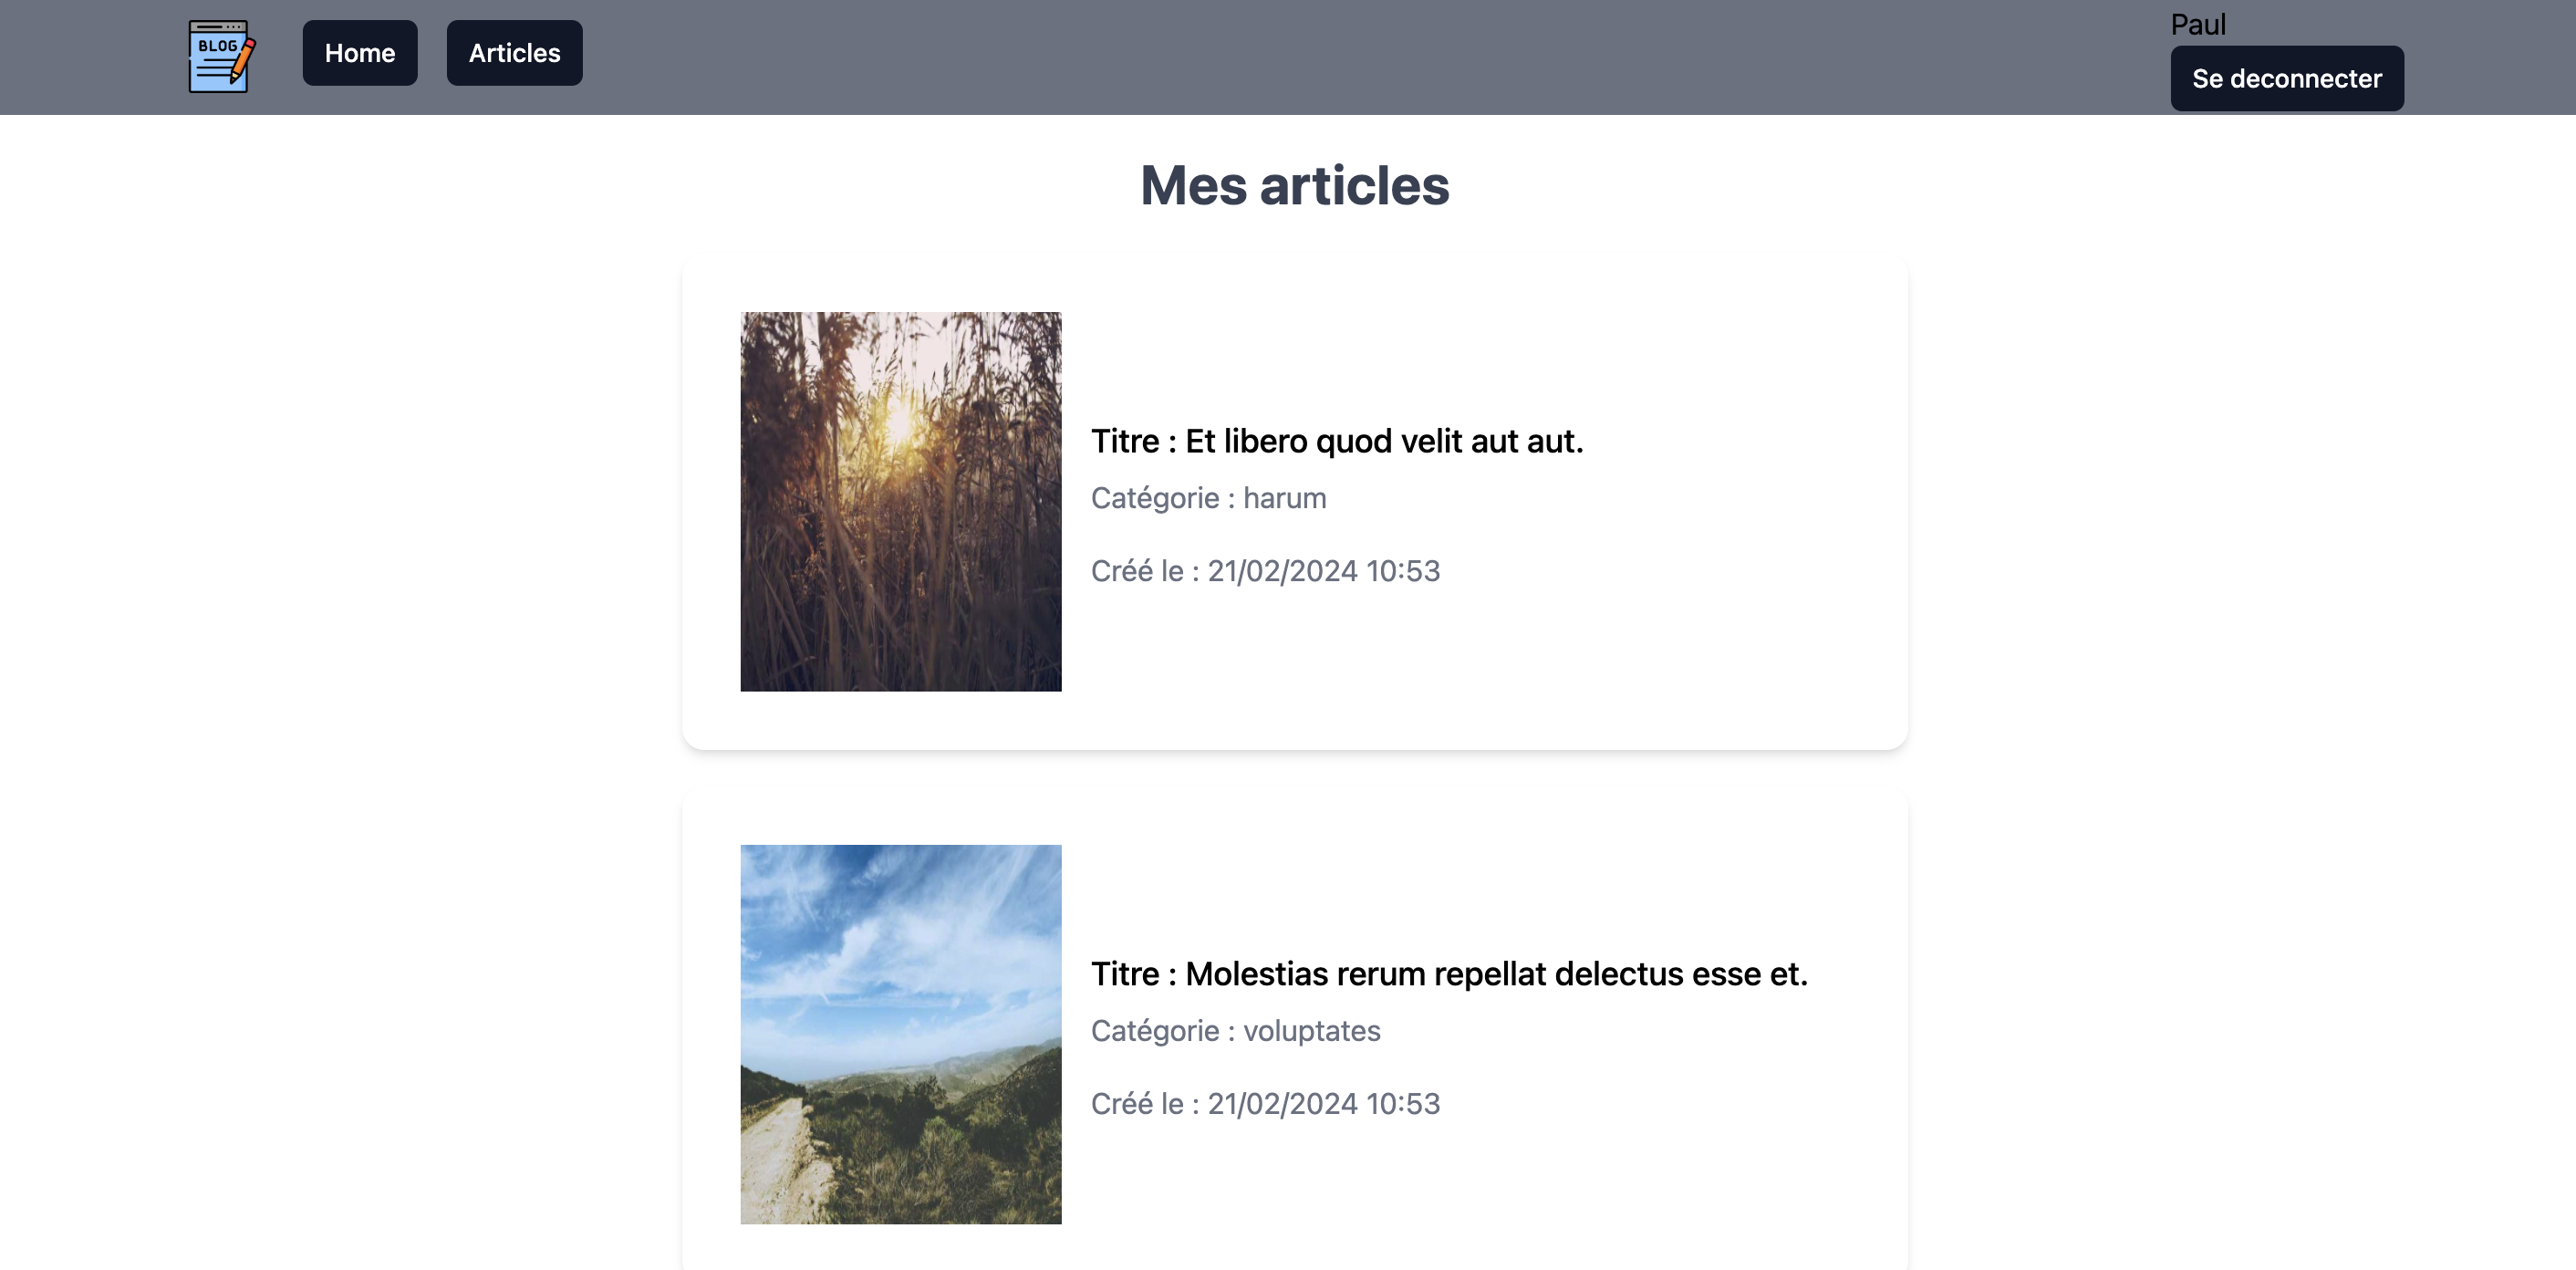 BLOG
Home
Articles
Paul
Se deconnecter
Mes articles
Titre : Et libero quod velit aut aut.
Catégorie : harum
Créé le : 21/02/2024 10:53
Titre : Molestias rerum repellat delectus esse et.
Catégorie : voluptates
Créé le : 21/02/2024 10:53